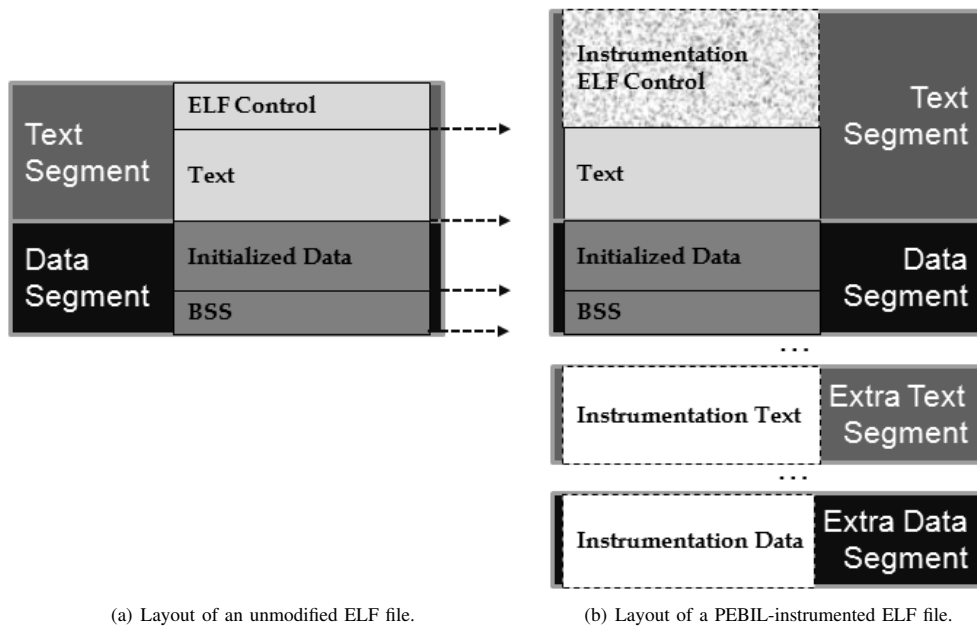 Text
Segment
ELF Control
Text
Data
Segment
Initialized Data
BSS
Instrumentation
ELF Control
Text
Segment
Text
Initialized Data
BSS
Data
Segment
...
Instrumentation Text
Extra Text
Segment
...
Instrumentation Data
Extra Data
Segment
(a) Layout of an unmodified ELF file.
(b) Layout of a PEBIL-instrumented ELF file.